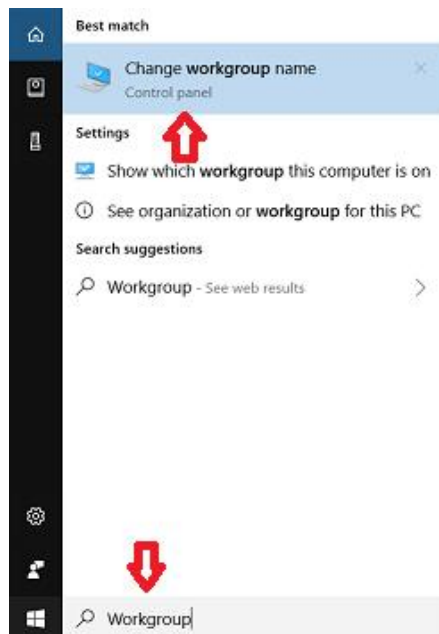 Best match
Change workgroup name
Control panel
Settings
Show which workgroup this computer is on
See organization or workgroup for this PC
Search suggestions
Workgroup - See web results
Workgroup